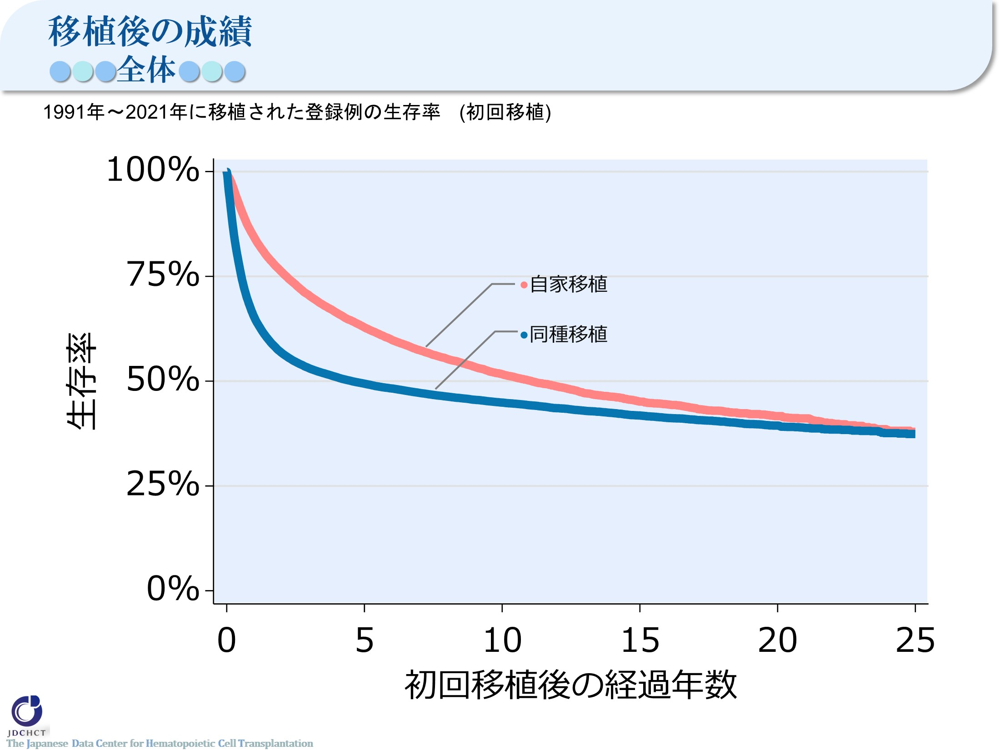 移植後の成績
全体
1991年～2021年に移植された登録例の生存率　(初回移植)
100%
75%
50%
25%
0%
生存率
自家移植
同種移植
0 5 10 15 20 25
初回移植後の経過年数
JDCHCT
The Japanese Data Center for Hematopoietic Cell Transplantation